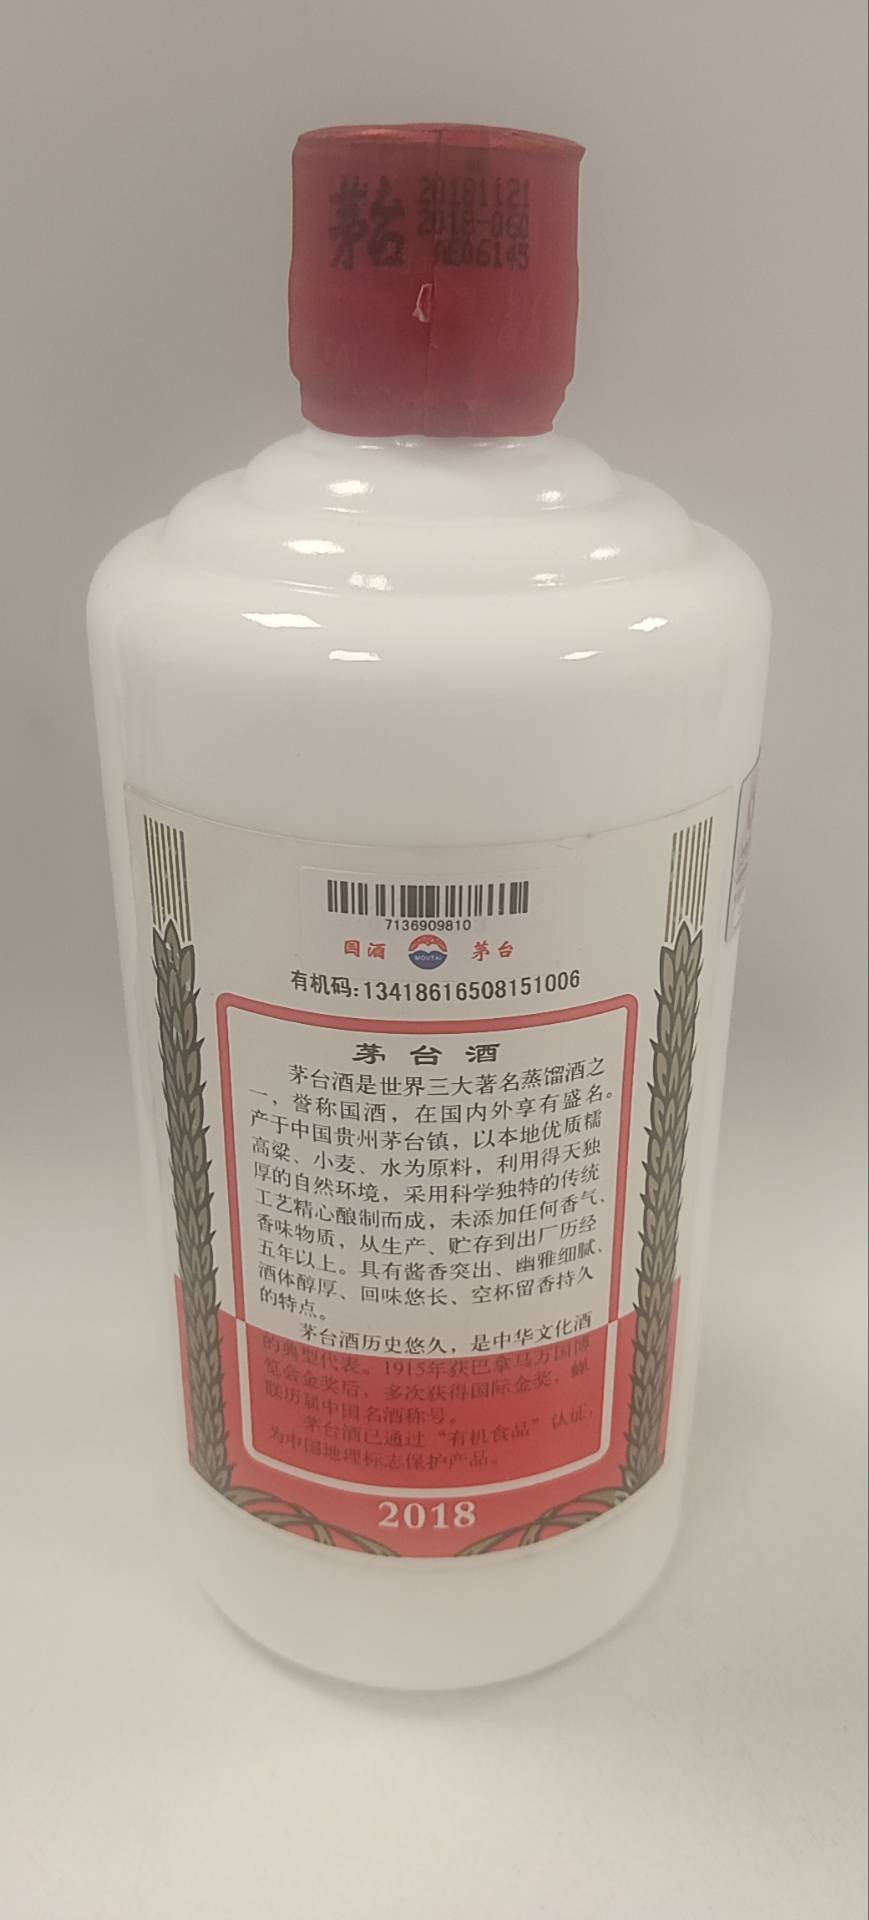 茅台
20181121
2018-060
AE06145
7136909810
国酒 MOUTAI 茅台
有机码:13418616508151006
茅台酒
茅台酒是世界三大著名蒸馏酒之
一，誉称国酒，在国内外享有盛名。
产于中国贵州茅台镇，以本地优质糯
高粱、小麦、水为原料，利用得天独
厚的自然环境，采用科学独特的传统
工艺精心酿制而成，未添加任何香气、
香味物质，从生产、贮存到出厂历经
五年以上。具有酱香突出、幽雅细腻、
酒体醇厚、回味悠长、空杯留香持久
的特点。
茅台酒历史悠久，是中华文化酒
的典型代表。1915年获巴拿马万国博
览会金奖后，多次获得国际金奖，蝉
联历届中国名酒称号。
茅台酒已通过“有机食品”认证，
为中国地理标志保护产品。
2018